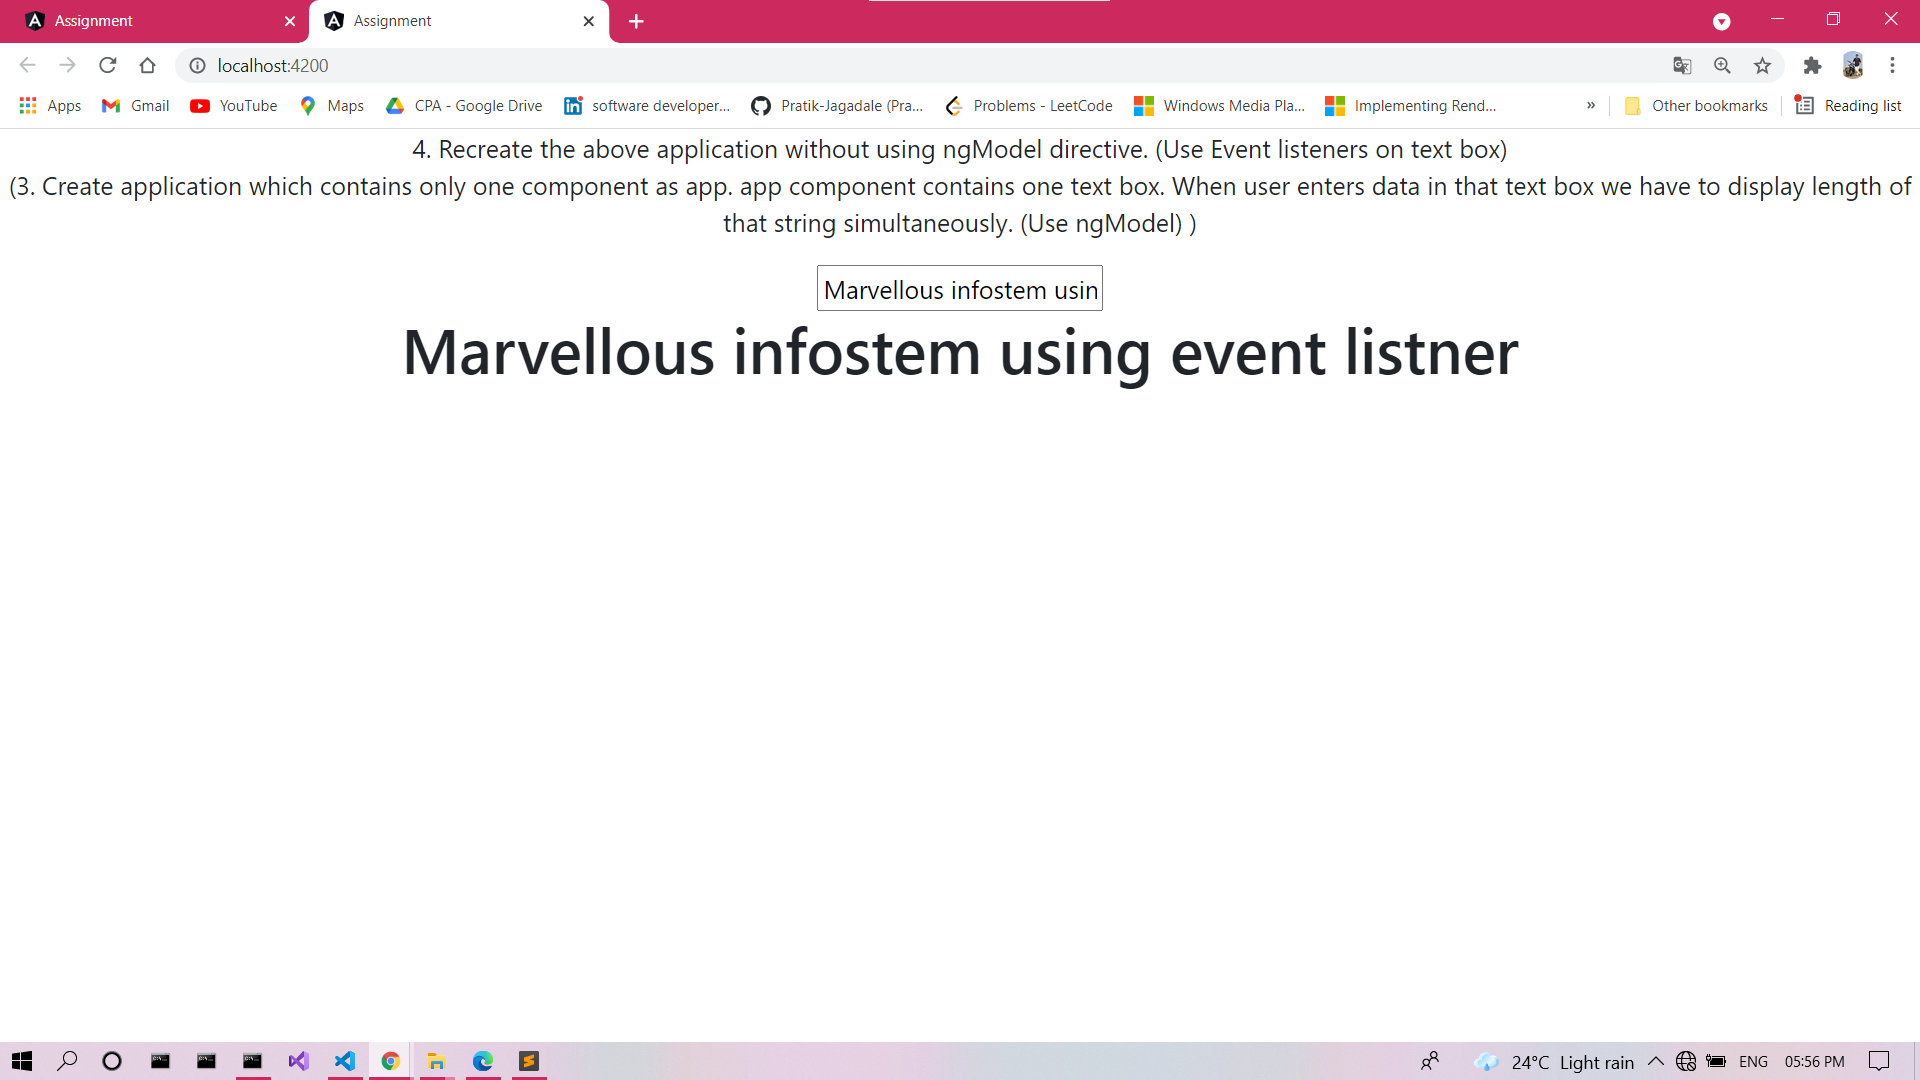 Assignment
Assignment
localhost:4200
Apps
Gmail
YouTube
Maps
CPA - Google Drive
software developer...
Pratik-Jagadale (Pra...
Problems - LeetCode
Windows Media Pla...
Implementing Rend...
»
Other bookmarks
Reading list
4. Recreate the above application without using ngModel directive. (Use Event listeners on text box)
(3. Create application which contains only one component as app. app component contains one text box. When user enters data in that text box we have to display length of
that string simultaneously. (Use ngModel) )
Marvellous infostem usin
Marvellous infostem using event listner
24°C Light rain
ENG
05:56 PM